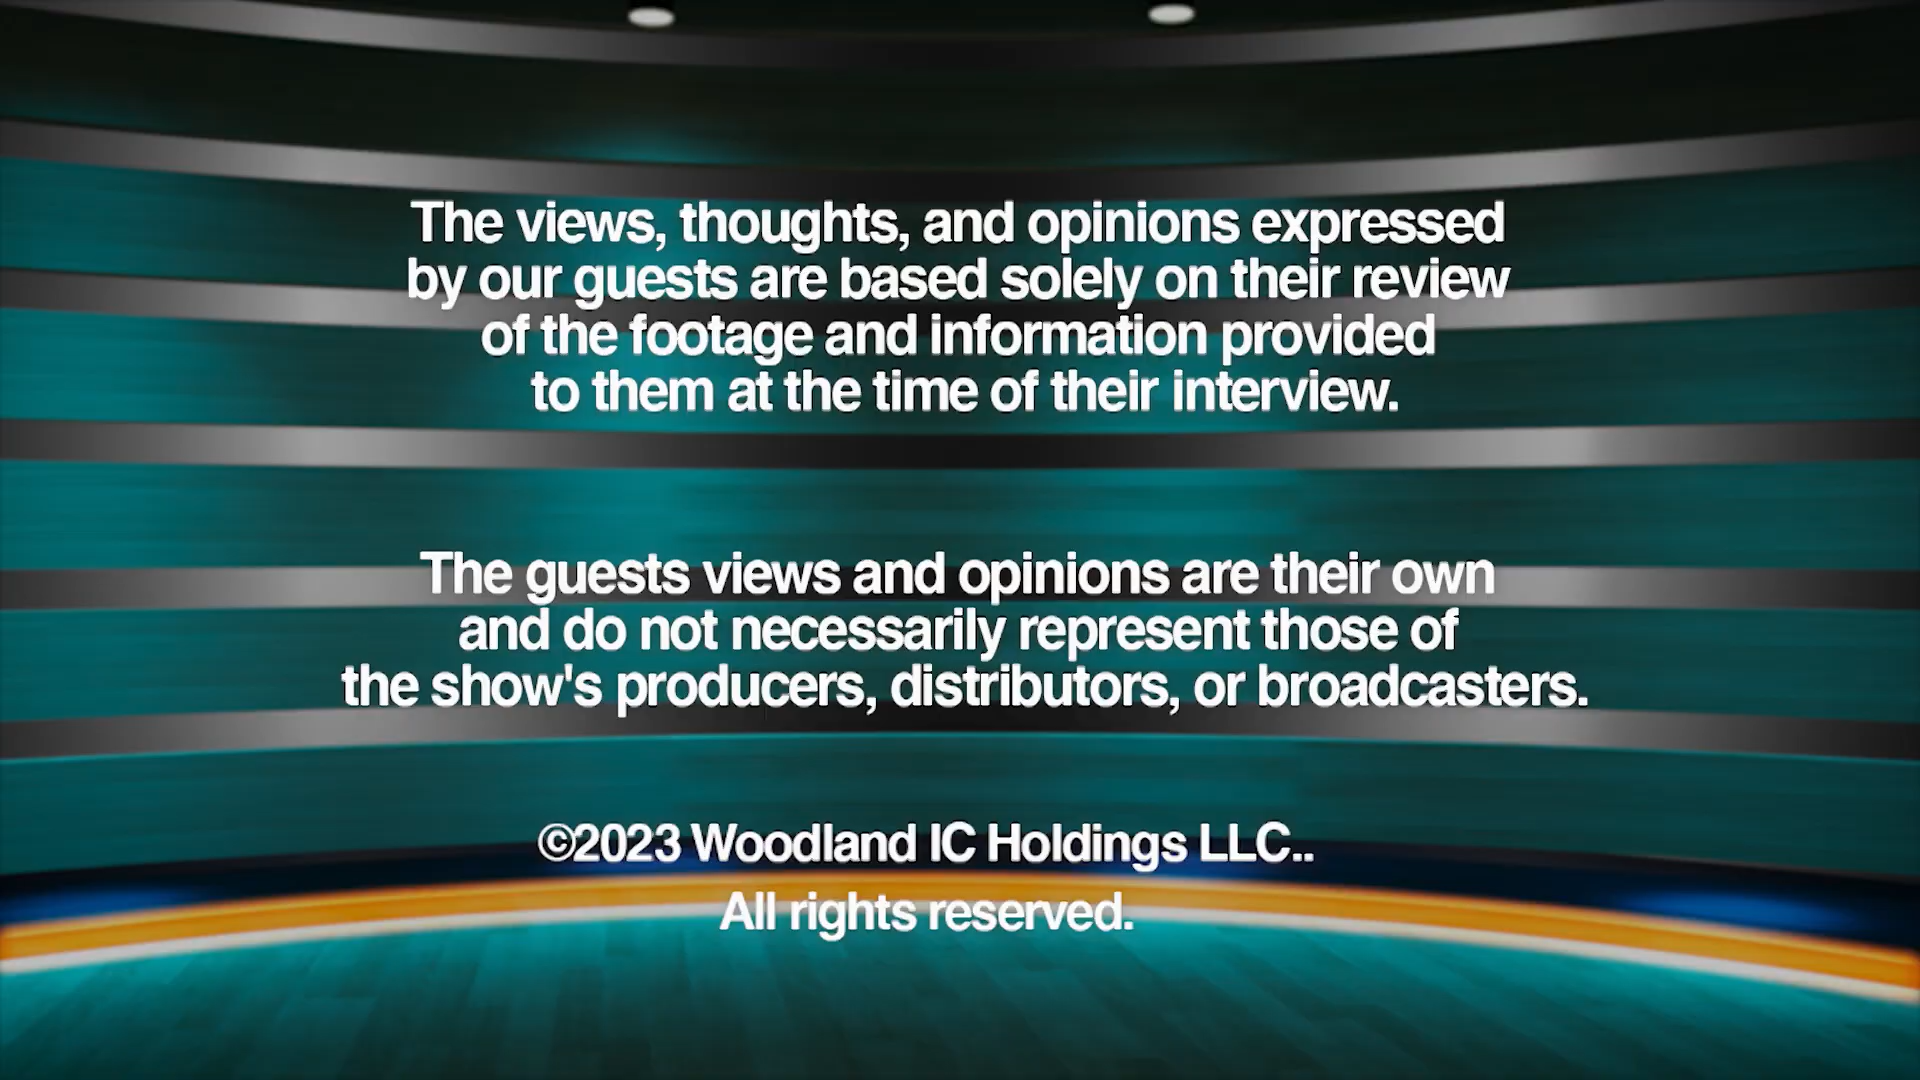 The views, thoughts, and opinions expressed
by our guests are based solely on their review
of the footage and information provided
to them at the time of their interview.
The guests views and opinions are their own
and do not necessarily represent those of
the show's producers, distributors, or broadcasters.
©2023 Woodland IC Holdings LLC..
All rights reserved.